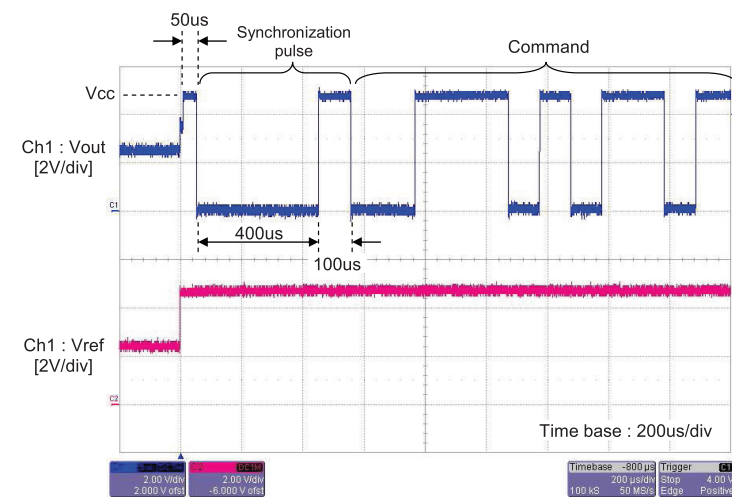 50us
Synchronization
pulse
Command
Vcc
Ch1 : Vout
[2V/div]
C1
400us
100us
Ch1 : Vref
[2V/div]
C2
Time base : 200us/div
DC1M
2.00 V/div
2.000 V ofst
DC1M
2.00 V/div
-6.000 V ofst
Timebase -800 µs
200 µs/div
100 kS 50 MS/s
Trigger C1
Stop 4.00 V
Edge Positive